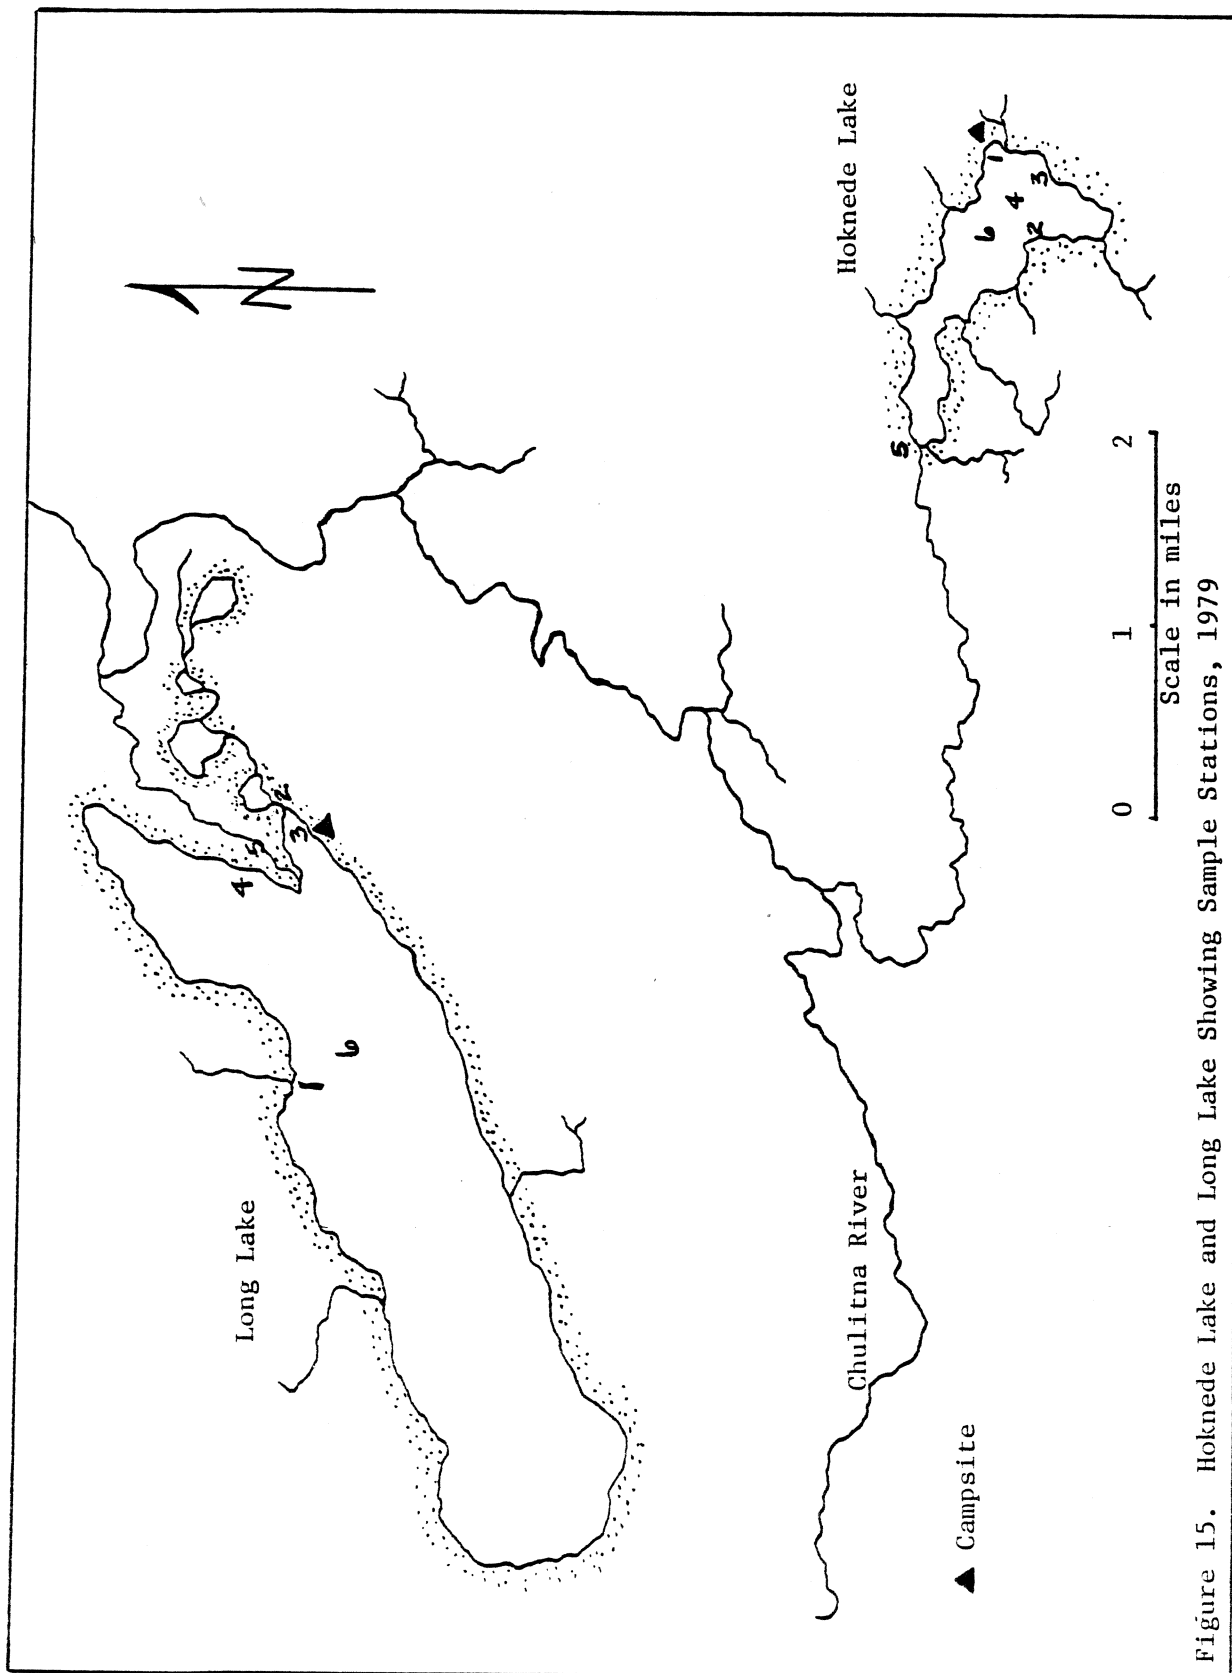 Long Lake
1
6
4
5
3
2
N
Hoknede Lake
5
6
2
4
3
1
Chulitna River
▲ Campsite
0 1 2
Scale in miles
Figure 15. Hoknede Lake and Long Lake Showing Sample Stations, 1979